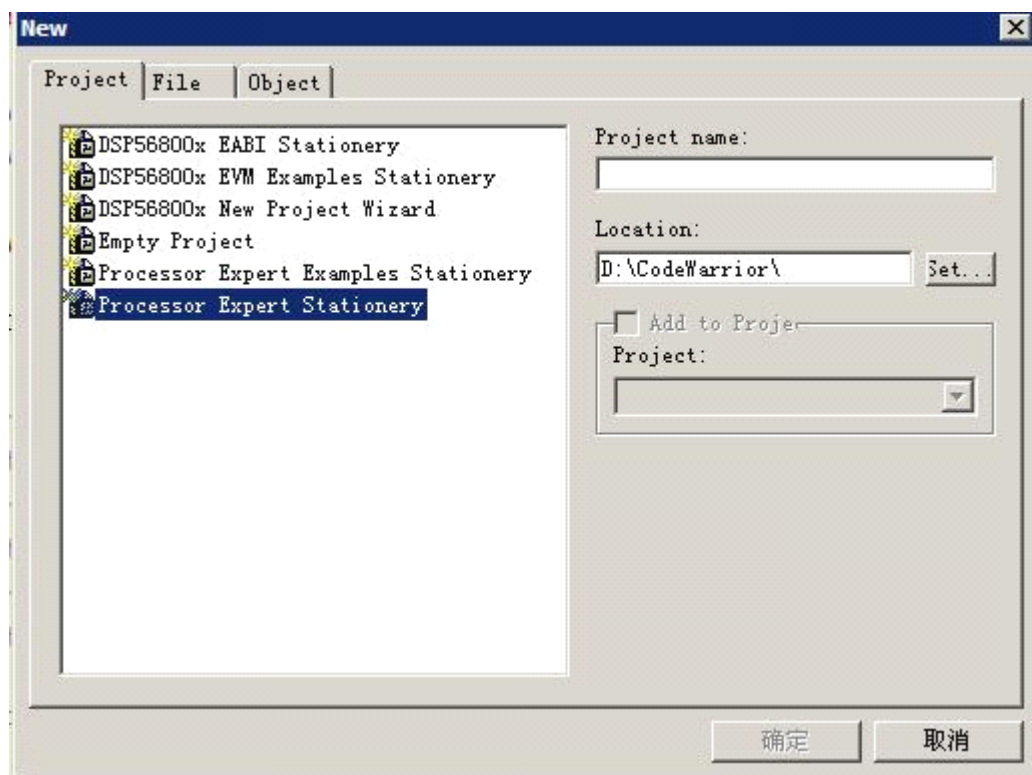 New
Project
File
Object
DSP56800x EABI Stationery
DSP56800x EVM Examples Stationery
DSP56800x New Project Wizard
Empty Project
Processor Expert Examples Stationery
Processor Expert Stationery
Project name:
Location:
D:\CodeWarrior\
Set...
Add to Projec
Project:
确定
取消